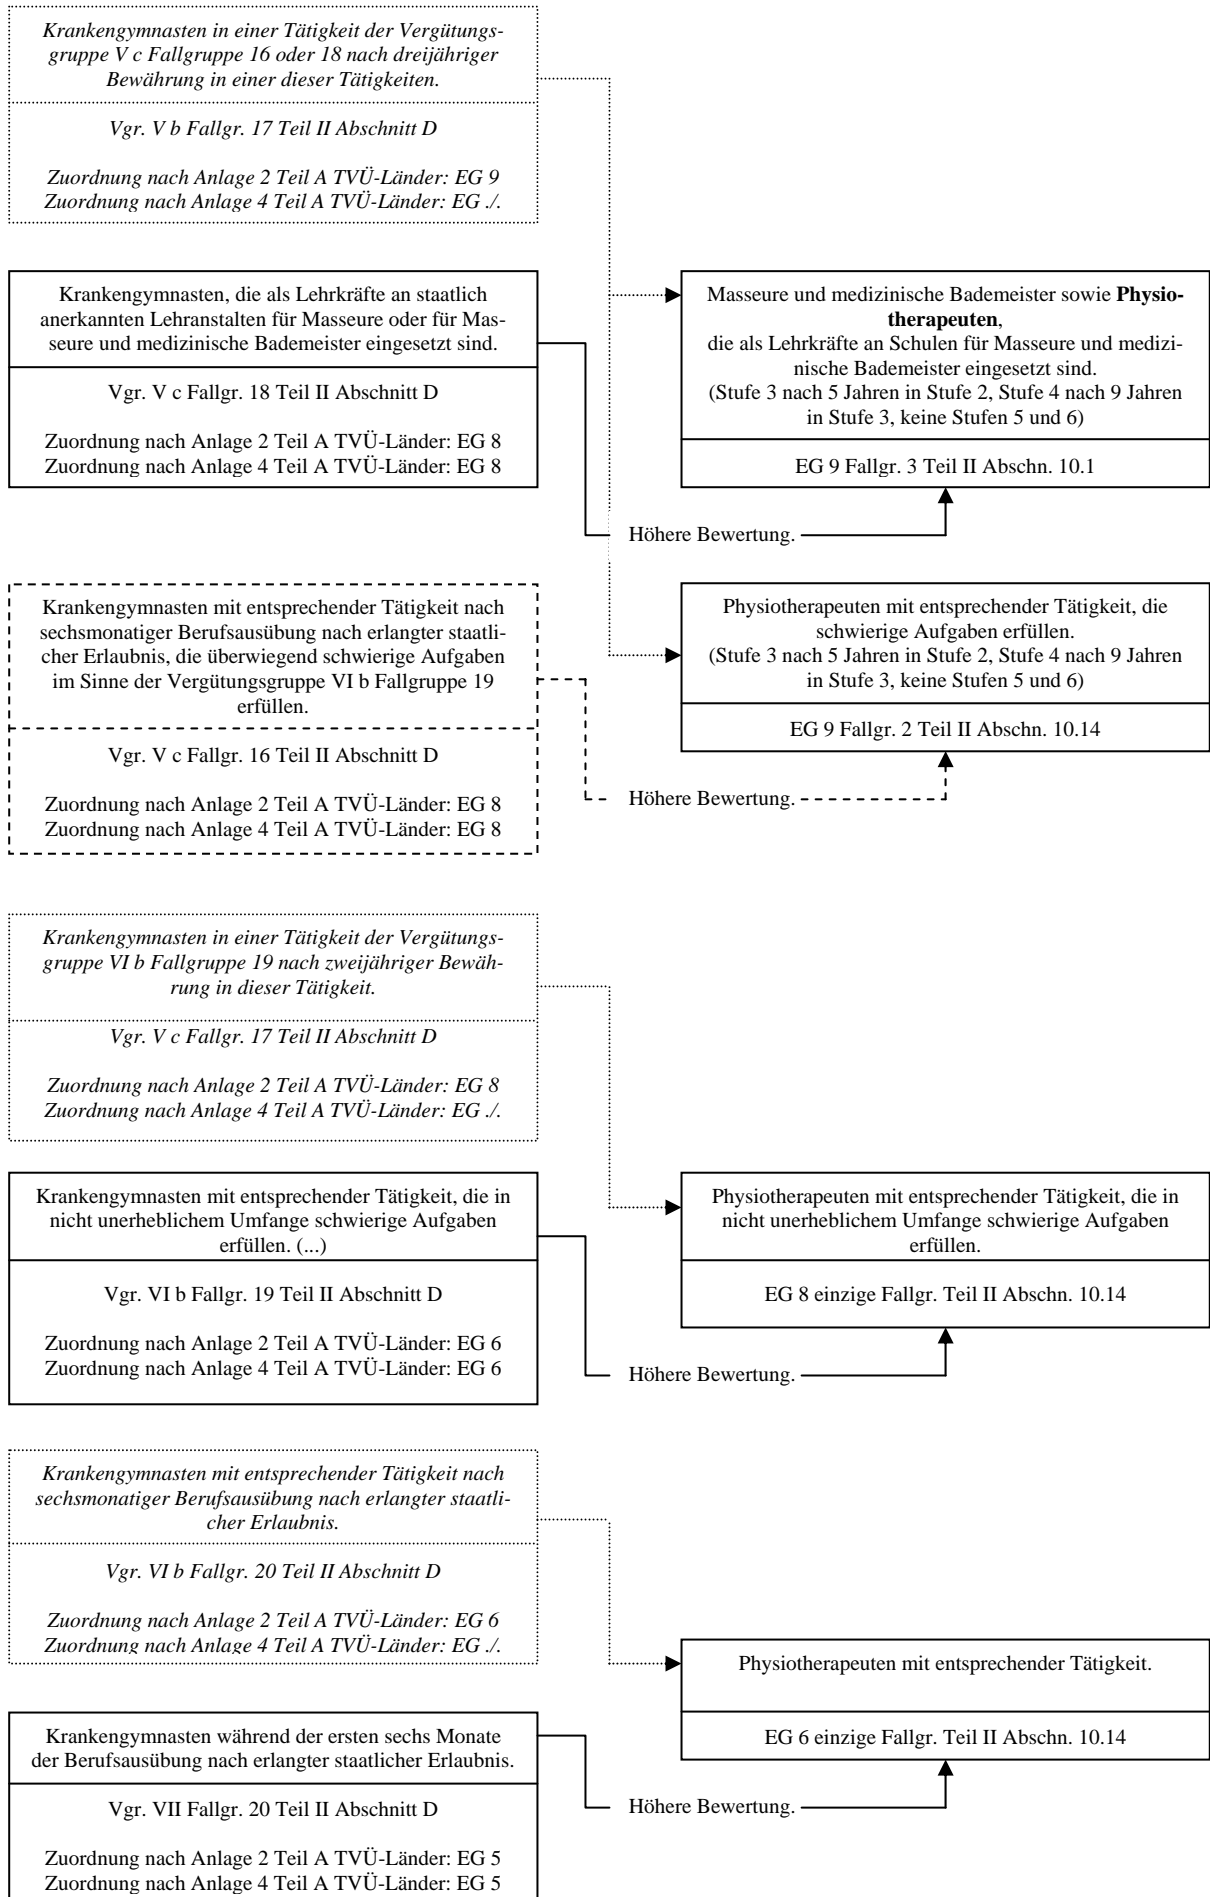 Krankengymnasten in einer Tätigkeit der Vergütungs-
gruppe V c Fallgruppe 16 oder 18 nach dreijähriger
Bewährung in einer dieser Tätigkeiten.
Vgr. V b Fallgr. 17 Teil II Abschnitt D
Zuordnung nach Anlage 2 Teil A TVÜ-Länder: EG 9
Zuordnung nach Anlage 4 Teil A TVÜ-Länder: EG ./.
Krankengymnasten, die als Lehrkräfte an staatlich
anerkannten Lehranstalten für Masseure oder für Mas-
seure und medizinische Bademeister eingesetzt sind.
Vgr. V c Fallgr. 18 Teil II Abschnitt D
Zuordnung nach Anlage 2 Teil A TVÜ-Länder: EG 8
Zuordnung nach Anlage 4 Teil A TVÜ-Länder: EG 8
Masseure und medizinische Bademeister sowie Physio-
therapeuten,
die als Lehrkräfte an Schulen für Masseure und medizi-
nische Bademeister eingesetzt sind.
(Stufe 3 nach 5 Jahren in Stufe 2, Stufe 4 nach 9 Jahren
in Stufe 3, keine Stufen 5 und 6)
EG 9 Fallgr. 3 Teil II Abschn. 10.1
Höhere Bewertung.
Krankengymnasten mit entsprechender Tätigkeit nach
sechsmonatiger Berufsausübung nach erlangter staatli-
cher Erlaubnis, die überwiegend schwierige Aufgaben
im Sinne der Vergütungsgruppe VI b Fallgruppe 19
erfüllen.
Vgr. V c Fallgr. 16 Teil II Abschnitt D
Zuordnung nach Anlage 2 Teil A TVÜ-Länder: EG 8
Zuordnung nach Anlage 4 Teil A TVÜ-Länder: EG 8
Physiotherapeuten mit entsprechender Tätigkeit, die
schwierige Aufgaben erfüllen.
(Stufe 3 nach 5 Jahren in Stufe 2, Stufe 4 nach 9 Jahren
in Stufe 3, keine Stufen 5 und 6)
EG 9 Fallgr. 2 Teil II Abschn. 10.14
Höhere Bewertung.
Krankengymnasten in einer Tätigkeit der Vergütungs-
gruppe VI b Fallgruppe 19 nach zweijähriger Bewäh-
rung in dieser Tätigkeit.
Vgr. V c Fallgr. 17 Teil II Abschnitt D
Zuordnung nach Anlage 2 Teil A TVÜ-Länder: EG 8
Zuordnung nach Anlage 4 Teil A TVÜ-Länder: EG ./.
Krankengymnasten mit entsprechender Tätigkeit, die in
nicht unerheblichem Umfange schwierige Aufgaben
erfüllen. (...)
Vgr. VI b Fallgr. 19 Teil II Abschnitt D
Zuordnung nach Anlage 2 Teil A TVÜ-Länder: EG 6
Zuordnung nach Anlage 4 Teil A TVÜ-Länder: EG 6
Physiotherapeuten mit entsprechender Tätigkeit, die in
nicht unerheblichem Umfange schwierige Aufgaben
erfüllen.
EG 8 einzige Fallgr. Teil II Abschn. 10.14
Höhere Bewertung.
Krankengymnasten mit entsprechender Tätigkeit nach
sechsmonatiger Berufsausübung nach erlangter staatli-
cher Erlaubnis.
Vgr. VI b Fallgr. 20 Teil II Abschnitt D
Zuordnung nach Anlage 2 Teil A TVÜ-Länder: EG 6
Zuordnung nach Anlage 4 Teil A TVÜ-Länder: EG ./.
Physiotherapeuten mit entsprechender Tätigkeit.
EG 6 einzige Fallgr. Teil II Abschn. 10.14
Krankengymnasten während der ersten sechs Monate
der Berufsausübung nach erlangter staatlicher Erlaubnis.
Vgr. VII Fallgr. 20 Teil II Abschnitt D
Zuordnung nach Anlage 2 Teil A TVÜ-Länder: EG 5
Zuordnung nach Anlage 4 Teil A TVÜ-Länder: EG 5
Höhere Bewertung.